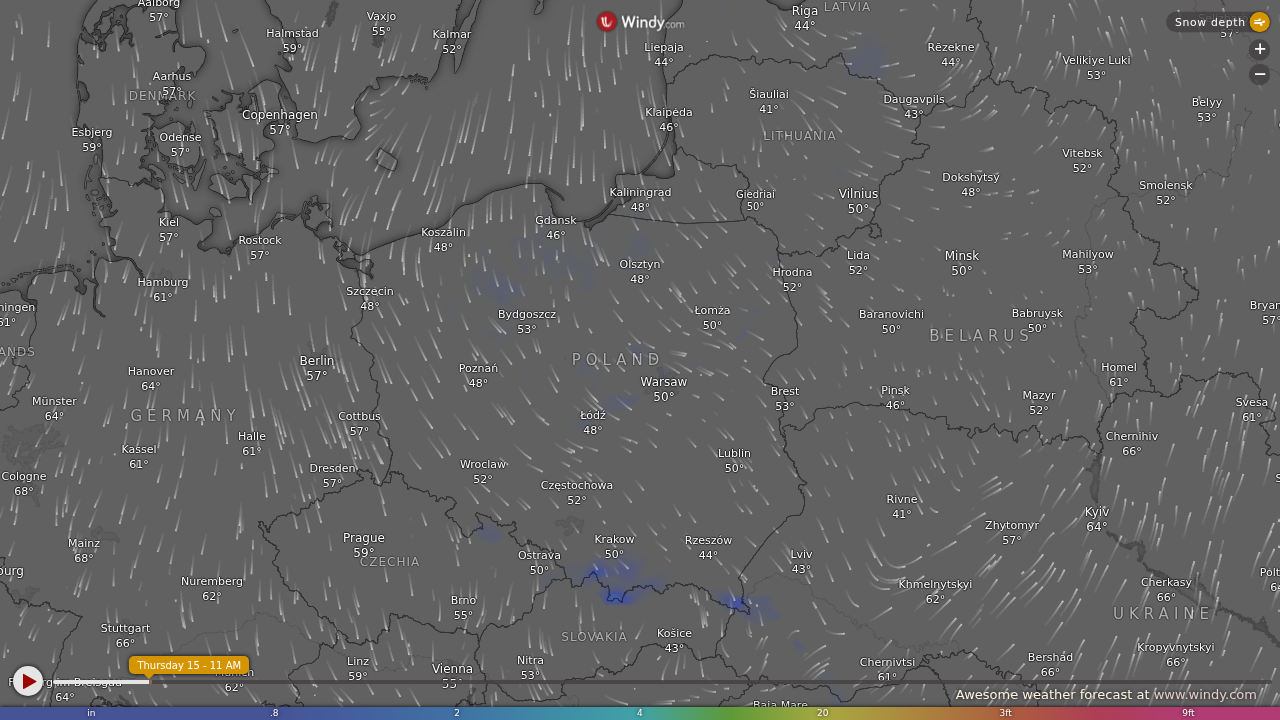 Aalborg
57°
Vaxjo
55°
Halmstad
59°
Kalmar
52°
Windy.com
Riga
44°
LATVIA
Snow depth
57°
Liepaja
44°
Rēzekne
44°
Velikiye Luki
53°
+
−
Aarhus
57°
DENMARK
Copenhagen
57°
Klaipėda
46°
Šiauliai
41°
Daugavpils
43°
Belyy
53°
Esbjerg
59°
Odense
57°
LITHUANIA
Vitebsk
52°
Kaliningrad
48°
Giedriai
50°
Vilnius
50°
Dokshytsy
48°
Smolensk
52°
Kiel
57°
Rostock
57°
Koszalin
48°
Gdansk
46°
Olsztyn
48°
Hrodna
52°
Lida
52°
Minsk
50°
Mahilyow
53°
Hamburg
61°
Szczecin
48°
Bydgoszcz
53°
Łomża
50°
Baranovichi
50°
Babruysk
50°
BELARUS
POLAND
Berlin
57°
Hanover
64°
Poznań
48°
Warsaw
50°
Brest
53°
Pinsk
46°
Homel
61°
Mazyr
52°
Svesa
61°
Münster
64°
GERMANY
Cottbus
57°
Łódź
48°
Halle
61°
Kassel
61°
Chernihiv
66°
Cologne
68°
Dresden
57°
Wroclaw
52°
Lublin
50°
Częstochowa
52°
Rivne
41°
Kyiv
64°
Zhytomyr
57°
Mainz
68°
Prague
59°
CZECHIA
Ostrava
50°
Krakow
50°
Rzeszów
44°
Lviv
43°
Nuremberg
62°
Khmelnytskyi
62°
Cherkasy
66°
UKRAINE
Brno
55°
Stuttgart
66°
SLOVAKIA
Košice
43°
Kropyvnytskyi
66°
Thursday 15 - 11 AM
Linz
59°
Vienna
55°
Nitra
53°
Chernivtsi
61°
Bershad
66°
64°
62°
Baia Mare
Awesome weather forecast at www.windy.com
in .8 2 4 20 3ft 9ft